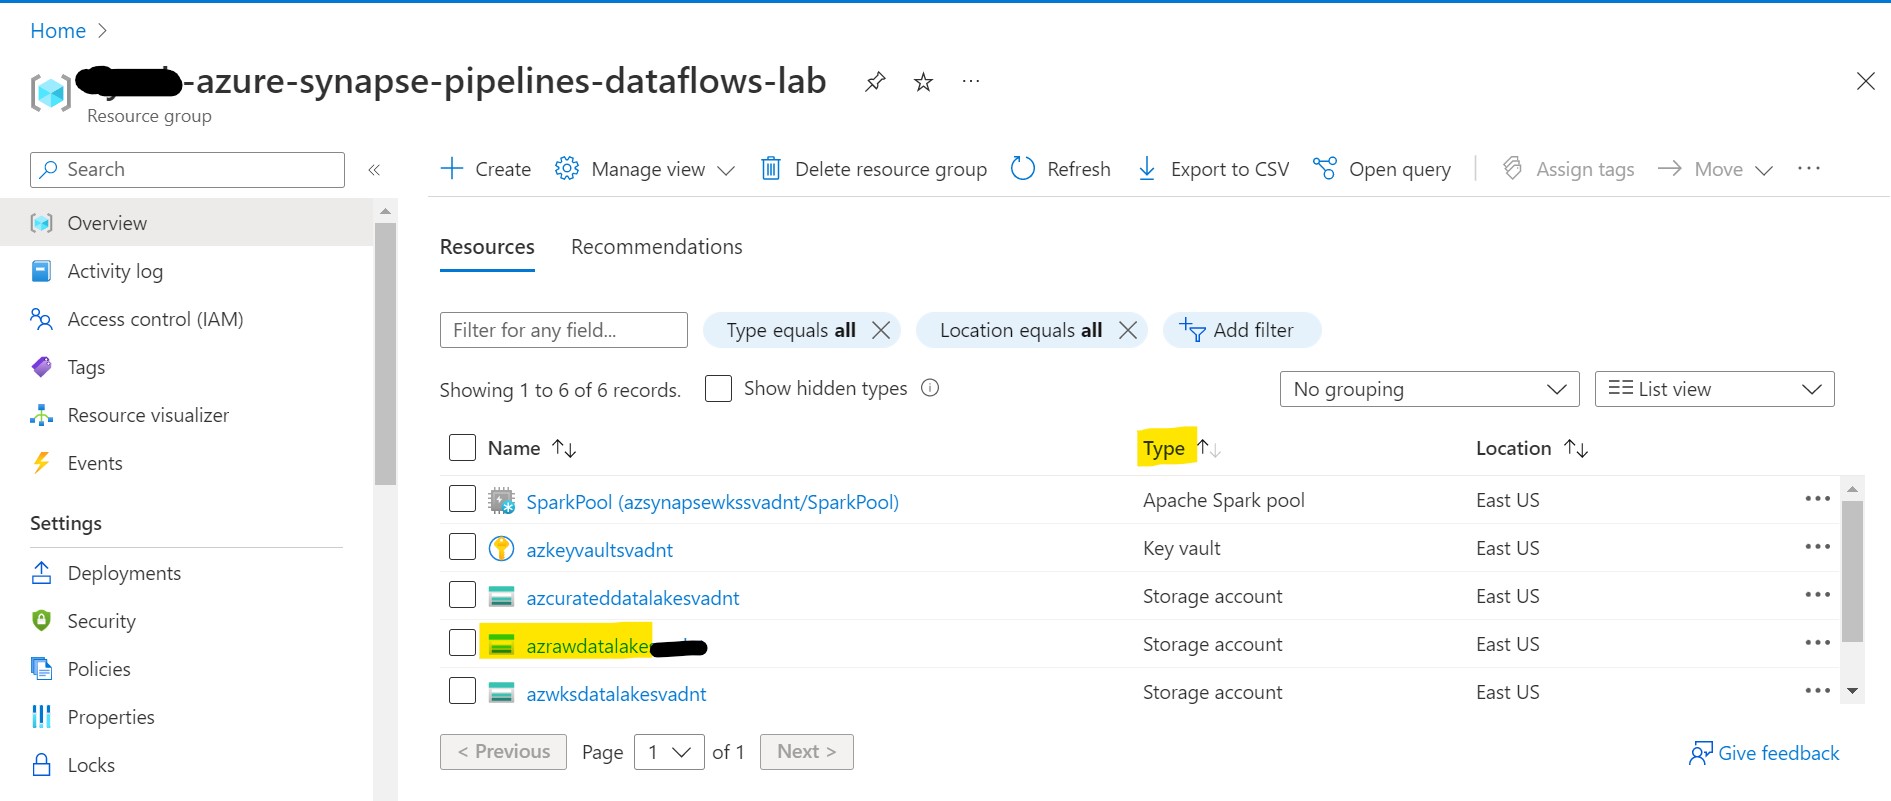 Home >
-azure-synapse-pipelines-dataflows-lab ...
Resource group
Search «
Create Manage view Delete resource group Refresh Export to CSV Open query Assign tags Move ...
Overview
Activity log
Access control (IAM)
Tags
Resource visualizer
Events
Settings
Deployments
Security
Policies
Properties
Locks
Resources Recommendations
Filter for any field... Type equals all Location equals all Add filter
Showing 1 to 6 of 6 records. Show hidden types No grouping List view
Name Type Location
SparkPool (azsynapsewkssvadnt/SparkPool) Apache Spark pool East US ...
azkeyvaultsvadnt Key vault East US ...
azcurateddatalakesvadnt Storage account East US ...
azrawdatalake Storage account East US ...
azwksdatalakesvadnt Storage account East US ...
< Previous Page 1 of 1 Next > Give feedback